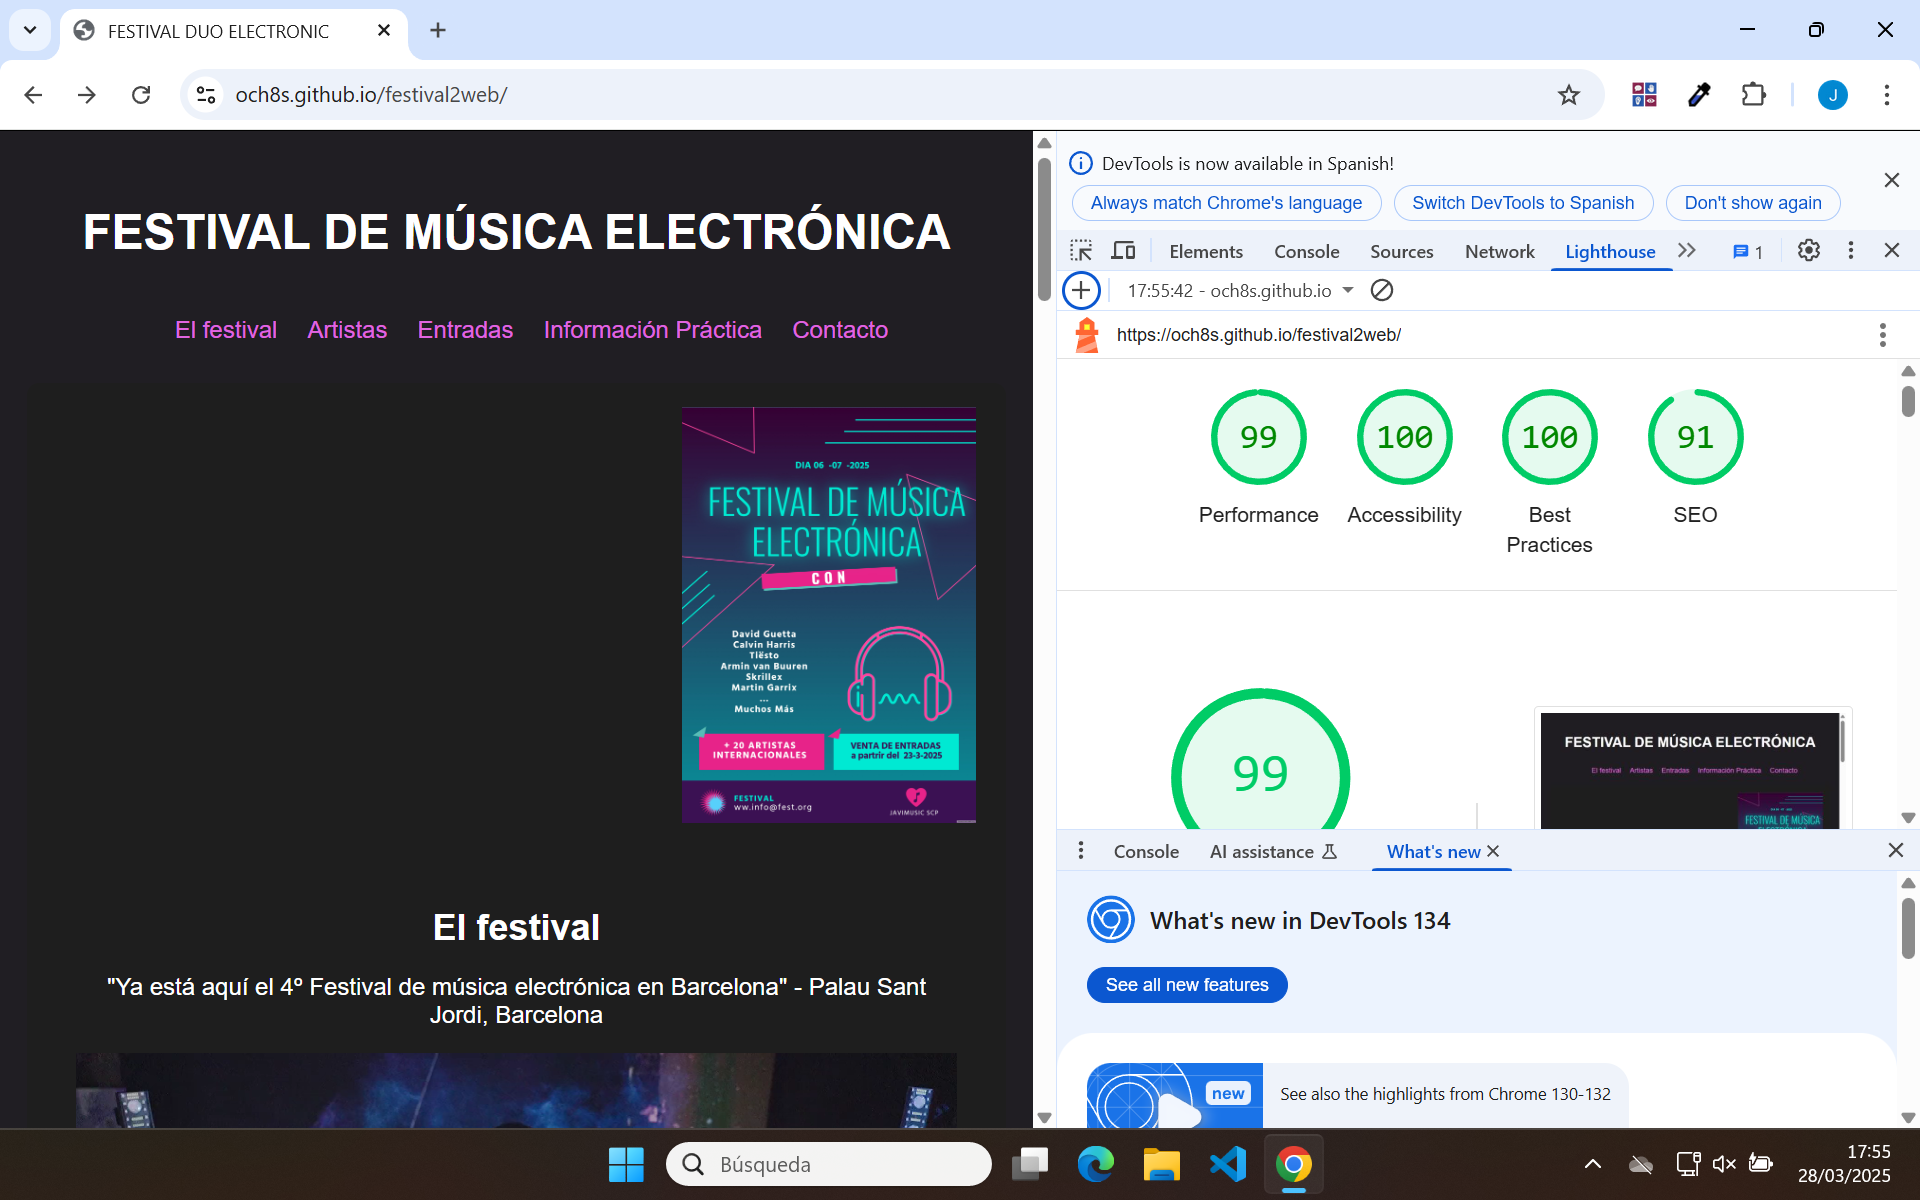 FESTIVAL DUO ELECTRONIC
och8s.github.io/festival2web/
J
FESTIVAL DE MÚSICA ELECTRÓNICA
El festival Artistas Entradas Información Práctica Contacto
DIA 06 -07 -2025
FESTIVAL DE MÚSICA
ELECTRÓNICA
CON
David Guetta
Calvin Harris
Tlësto
Armin van Buuren
Skrillex
Martin Garrix
...
Muchos Más
+ 20 ARTISTAS
INTERNACIONALES
VENTA DE ENTRADAS
a partrir del 23-3-2025
FESTIVAL
ww.info@fest.org
JAVIMUSIC SCP
El festival
"Ya está aquí el 4º Festival de música electrónica en Barcelona" - Palau Sant
Jordi, Barcelona
DevTools is now available in Spanish!
Always match Chrome's language
Switch DevTools to Spanish
Don't show again
Elements Console Sources Network Lighthouse 1
17:55:42 - och8s.github.io
https://och8s.github.io/festival2web/
99 100 100 91
Performance Accessibility Best Practices SEO
99
FESTIVAL DE MÚSICA ELECTRÓNICA
El festival Artistas Entradas Información Práctica Contacto
FESTIVAL DE MÚSICA
Console AI assistance What's new
What's new in DevTools 134
See all new features
new
See also the highlights from Chrome 130-132
Búsqueda
17:55
28/03/2025